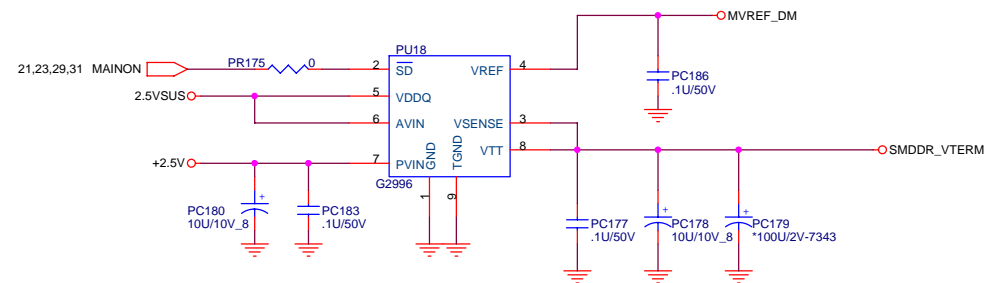 MVREF_DM
PU18
21,23,29,31 MAINON
PR175 0
2 SD VREF 4
PC186
.1U/50V
2.5VSUS
5 VDDQ
6 AVIN VSENSE 3
VTT 8
SMDDR_VTERM
+2.5V
7 PVIN
GND
TGND
G2996
1
9
PC180
10U/10V_8
+
PC183
.1U/50V
PC177
.1U/50V
+
PC178
10U/10V_8
+
PC179
*100U/2V-7343